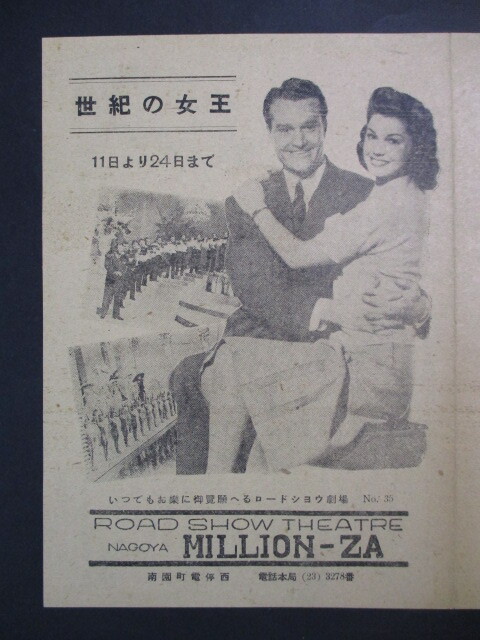 世紀の女王
11日より24日まで
いつでもお楽に御覧願へるロードショウ劇場 No. 35
ROAD SHOW THEATRE
NAGOYA MILLION-ZA
南園町電停西 電話本局 (23) 3278番